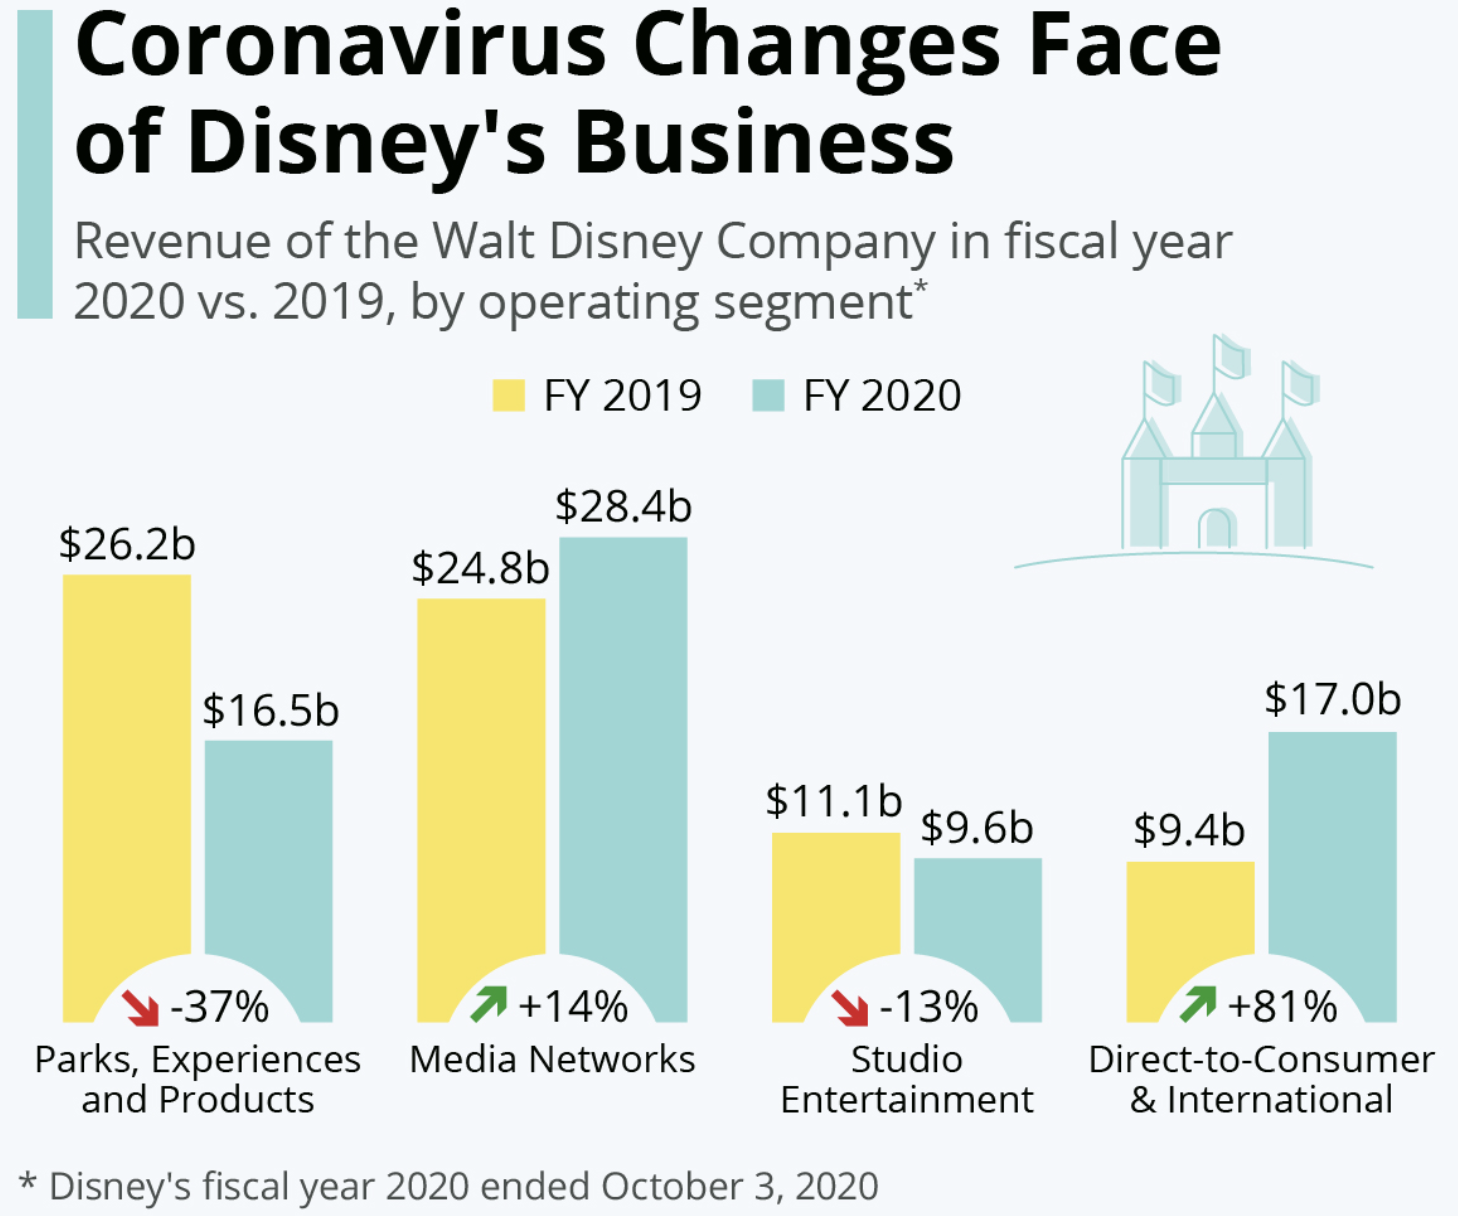 Coronavirus Changes Face
of Disney's Business
Revenue of the Walt Disney Company in fiscal year
2020 vs. 2019, by operating segment*
FY 2019 FY 2020
$26.2b
$16.5b
-37%
Parks, Experiences
and Products
$24.8b
$28.4b
+14%
Media Networks
$11.1b
$9.6b
-13%
Studio
Entertainment
$9.4b
$17.0b
+81%
Direct-to-Consumer
& International
* Disney's fiscal year 2020 ended October 3, 2020